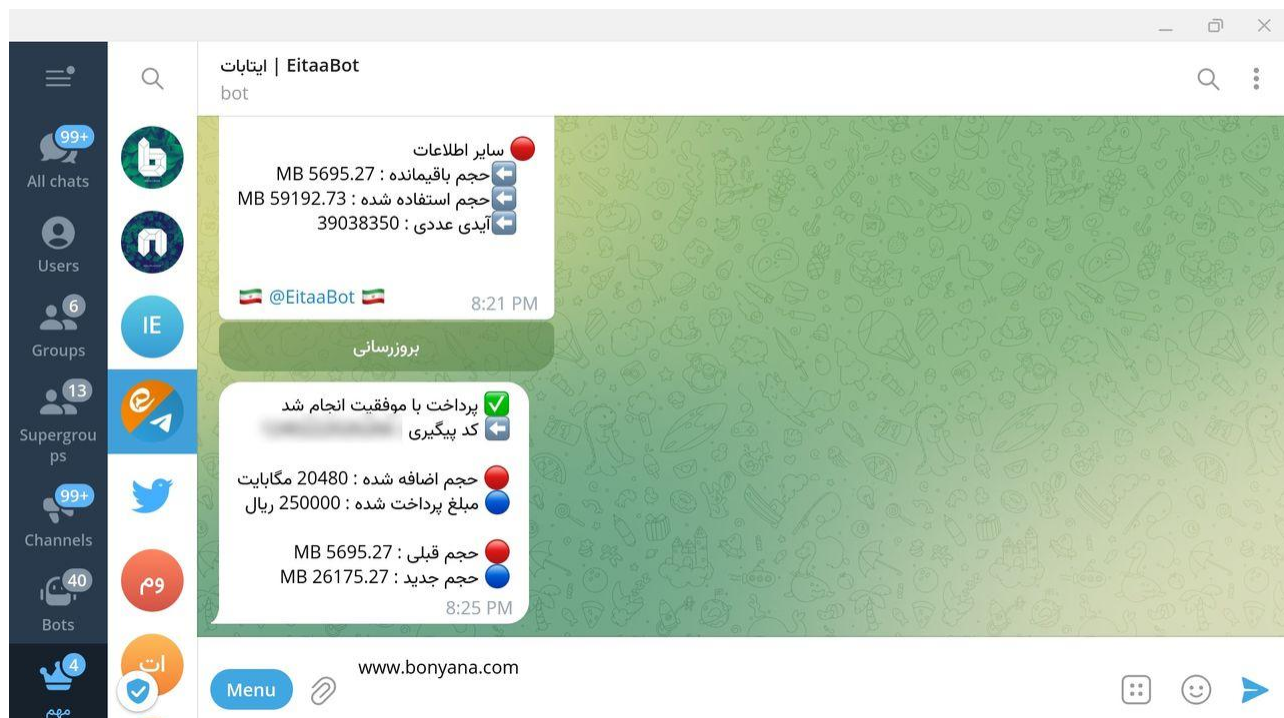 EitaaBot | ایتابات
bot
99+
All chats
Users
6
Groups
13
Supergrou
ps
99+
Channels
40
Bots
4
مهم
IE
وم
ات
سایر اطلاعات
حجم باقیمانده : 5695.27 MB
حجم استفاده شده : 59192.73 MB
آیدی عددی : 39038350
@EitaaBot
8:21 PM
بروزرسانی
پرداخت با موفقیت انجام شد
کد پیگیری
حجم اضافه شده : 20480 مگابایت
مبلغ پرداخت شده : 250000 ریال
حجم قبلی : 5695.27 MB
حجم جدید : 26175.27 MB
8:25 PM
www.bonyana.com
Menu